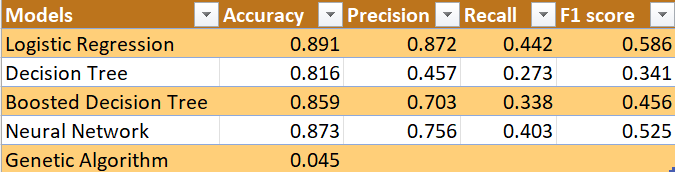 Models Accuracy Precision Recall F1 score
Logistic Regression 0.891 0.872 0.442 0.586
Decision Tree 0.816 0.457 0.273 0.341
Boosted Decision Tree 0.859 0.703 0.338 0.456
Neural Network 0.873 0.756 0.403 0.525
Genetic Algorithm 0.045